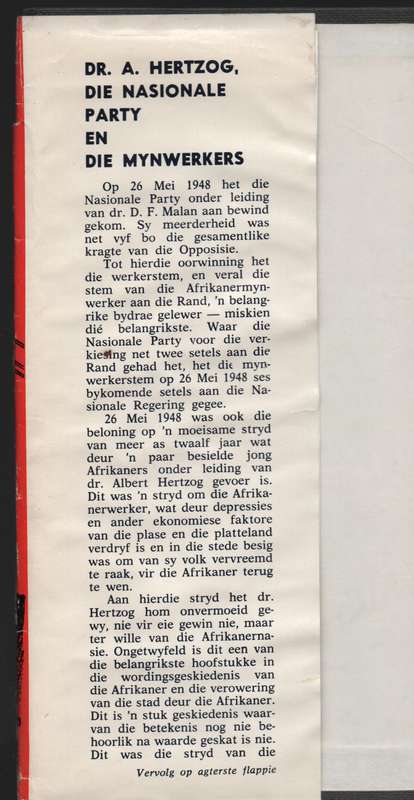 DR. A. HERTZOG,
DIE NASIONALE
PARTY
EN
DIE MYNWERKERS
Op 26 Mei 1948 het die
Nasionale Party onder leiding
van dr. D. F. Malan aan bewind
gekom. Sy meerderheid was
net vyf bo die gesamentlike
kragte van die Opposisie.
Tot hierdie oorwinning het
die werkerstem, en veral die
stem van die Afrikanermyn-
werker aan die Rand, 'n belang-
rike bydrae gelewer — miskien
dié belangrikste. Waar die
Nasionale Party voor die ver-
kiesing net twee setels aan die
Rand gehad het, het die myn-
werkerstem op 26 Mei 1948 ses
bykomende setels aan die Na-
sionale Regering gegee.
26 Mei 1948 was ook die
beloning op 'n moeisame stryd
van meer as twaalf jaar wat
deur 'n paar besielde jong
Afrikaners onder leiding van
dr. Albert Hertzog gevoer is.
Dit was 'n stryd om die Afrika-
nerwerker, wat deur depressies
en ander ekonomiese faktore
van die plase en die platteland
verdryf is en in die stede besig
was om van sy volk vervreemd
te raak, vir die Afrikaner terug
te wen.
Aan hierdie stryd het dr.
Hertzog hom onvermoeid ge-
wy, nie vir eie gewin nie, maar
ter wille van die Afrikanerna-
sie. Ongetwyfeld is dit een van
die belangrikste hoofstukke in
die wordingsgeskiedenis van
die Afrikaner en die verowering
van die stad deur die Afrikaner.
Dit is 'n stuk geskiedenis waar-
van die betekenis nog nie be-
hoorlik na waarde geskat is nie.
Dit was die stryd van die
Vervolg op agterste flappie